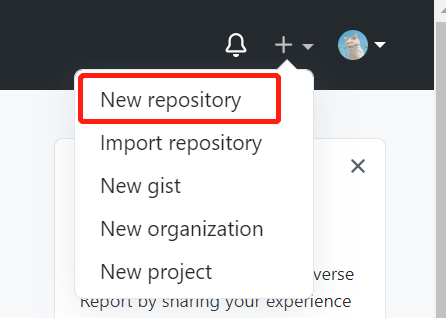 New repository
Import repository
New gist
New organization
New project
verse
Report by sharing your experience